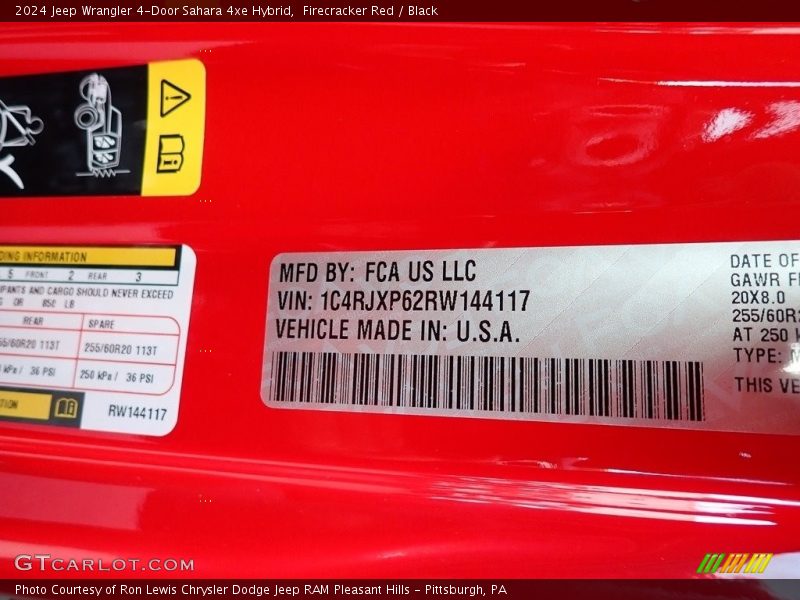 2024 Jeep Wrangler 4-Door Sahara 4xe Hybrid, Firecracker Red / Black
DING INFORMATION
5 FRONT 2 REAR 3
PANTS AND CARGO SHOULD NEVER EXCEED
OR 850 LB
REAR SPARE
55/60R20 113T 255/60R20 113T
kPa / 36 PSI 250 kPa / 36 PSI
RW144117
MFD BY: FCA US LLC
VIN: 1C4RJXP62RW144117
VEHICLE MADE IN: U.S.A.
DATE OF
GAWR F
20X8.0
255/60R
AT 250
TYPE:
THIS VE
GTCARLOT.COM
Photo Courtesy of Ron Lewis Chrysler Dodge Jeep RAM Pleasant Hills - Pittsburgh, PA